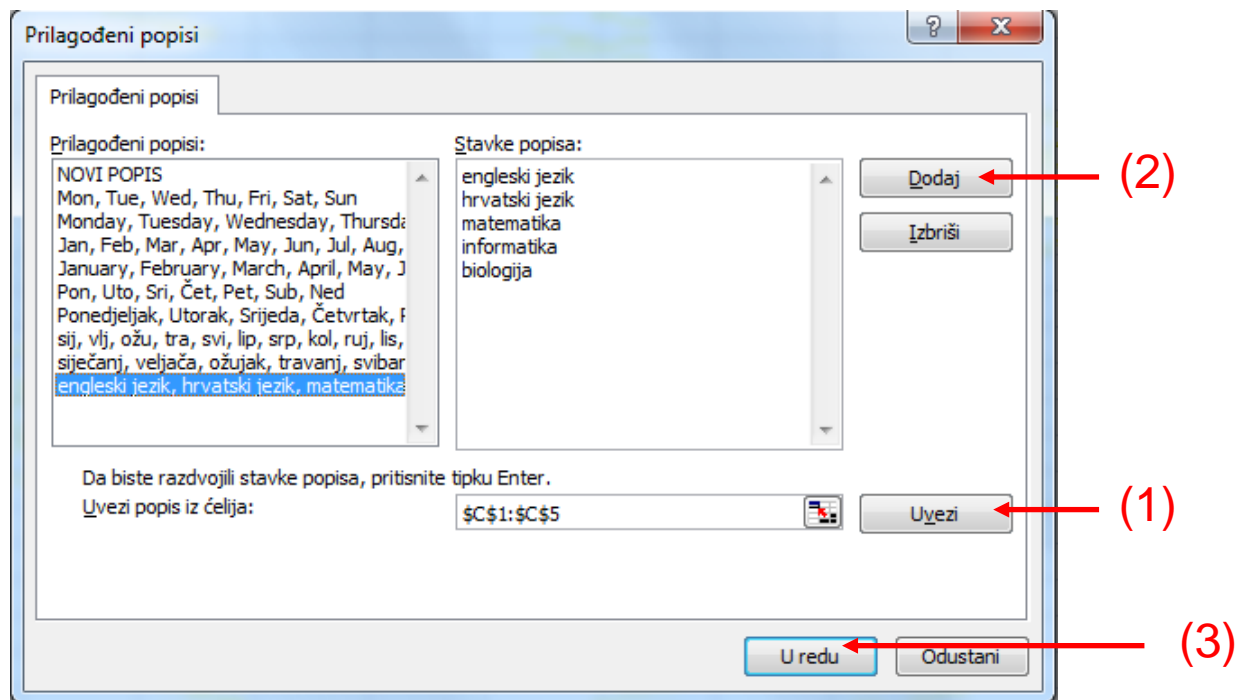 Prilagođeni popisi
Prilagođeni popisi
Prilagođeni popisi:
NOVI POPIS
Mon, Tue, Wed, Thu, Fri, Sat, Sun
Monday, Tuesday, Wednesday, Thursda
Jan, Feb, Mar, Apr, May, Jun, Jul, Aug,
January, February, March, April, May, J
Pon, Uto, Sri, Čet, Pet, Sub, Ned
Ponedjeljak, Utorak, Srijeda, Četvrtak, P
sij, vlj, ožu, tra, svi, lip, srp, kol, ruj, lis,
siječanj, veljača, ožujak, travanj, svibar
engleski jezik, hrvatski jezik, matematika
Stavke popisa:
engleski jezik
hrvatski jezik
matematika
informatika
biologija
Dodaj
(2)
Izbriši
Da biste razdvojili stavke popisa, pritisnite tipku Enter.
Uvezi popis iz ćelija:
$C$1:$C$5
Uvezi
(1)
U redu
Odustani
(3)